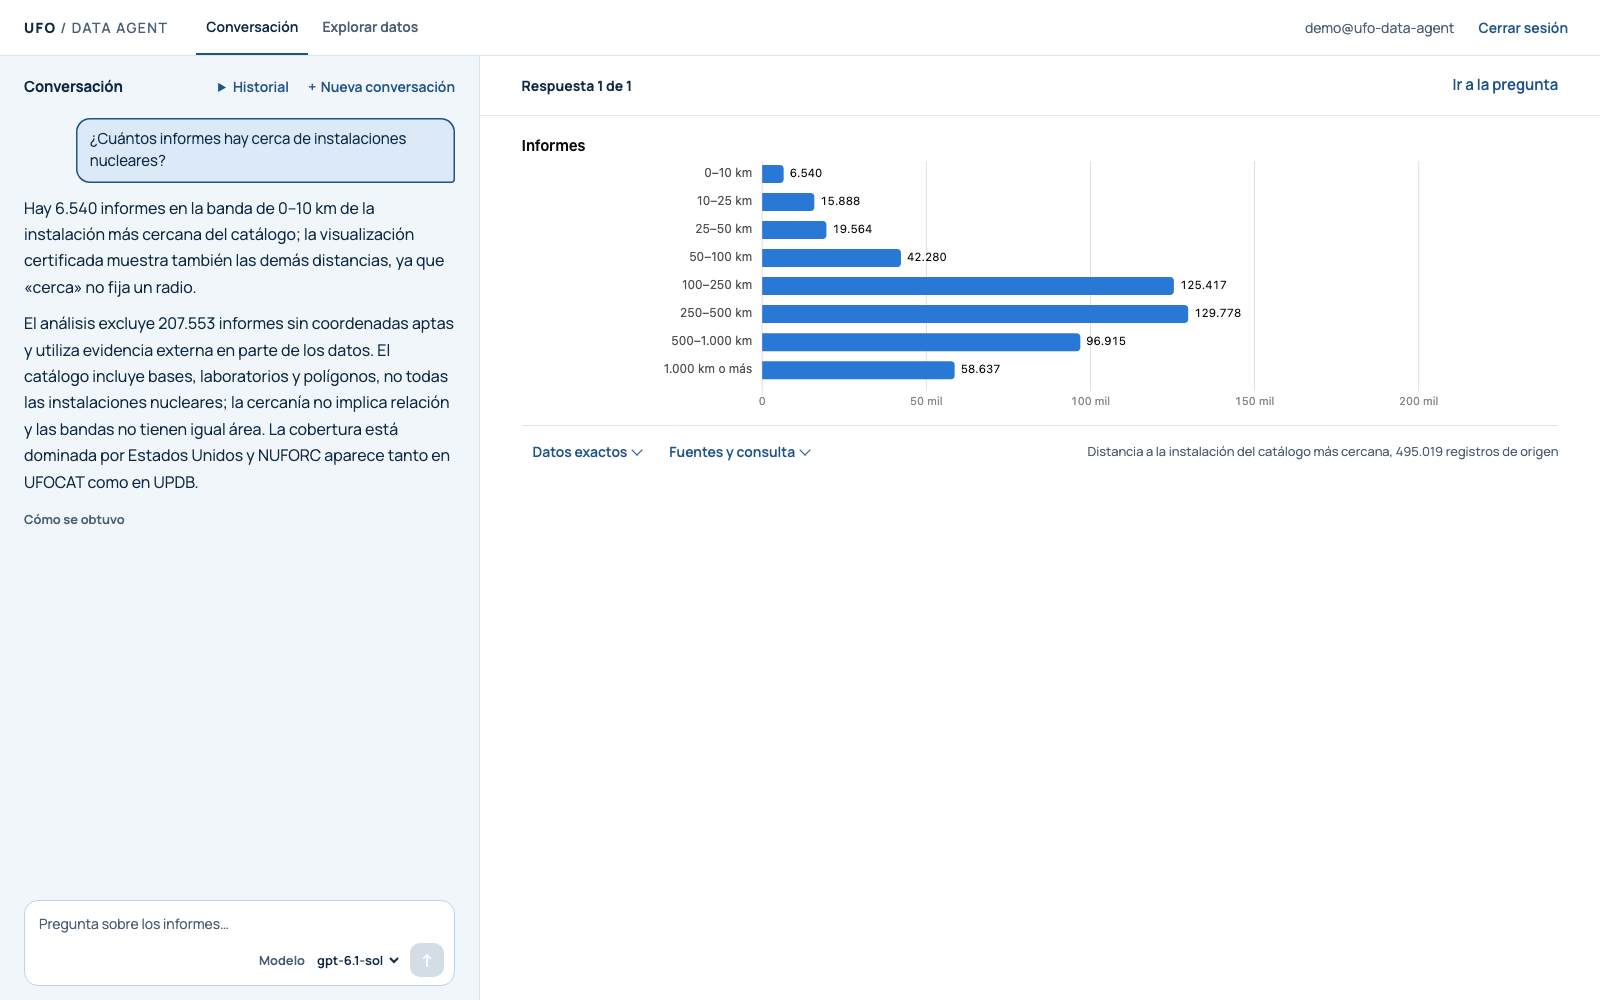 UFO / DATA AGENT
Conversación
Explorar datos
demo@ufo-data-agent
Cerrar sesión
Conversación
Historial
+ Nueva conversación
¿Cuántos informes hay cerca de instalaciones
nucleares?
Hay 6.540 informes en la banda de 0–10 km de la
instalación más cercana del catálogo; la visualización
certificada muestra también las demás distancias, ya que
«cerca» no fija un radio.
El análisis excluye 207.553 informes sin coordenadas aptas
y utiliza evidencia externa en parte de los datos. El
catálogo incluye bases, laboratorios y polígonos, no todas
las instalaciones nucleares; la cercanía no implica relación
y las bandas no tienen igual área. La cobertura está
dominada por Estados Unidos y NUFORC aparece tanto en
UFOCAT como en UPDB.
Cómo se obtuvo
Pregunta sobre los informes…
Modelo gpt-6.1-sol
Respuesta 1 de 1
Ir a la pregunta
Informes
0–10 km 6.540
10–25 km 15.888
25–50 km 19.564
50–100 km 42.280
100–250 km 125.417
250–500 km 129.778
500–1.000 km 96.915
1.000 km o más 58.637
0 50 mil 100 mil 150 mil 200 mil
Datos exactos
Fuentes y consulta
Distancia a la instalación del catálogo más cercana, 495.019 registros de origen